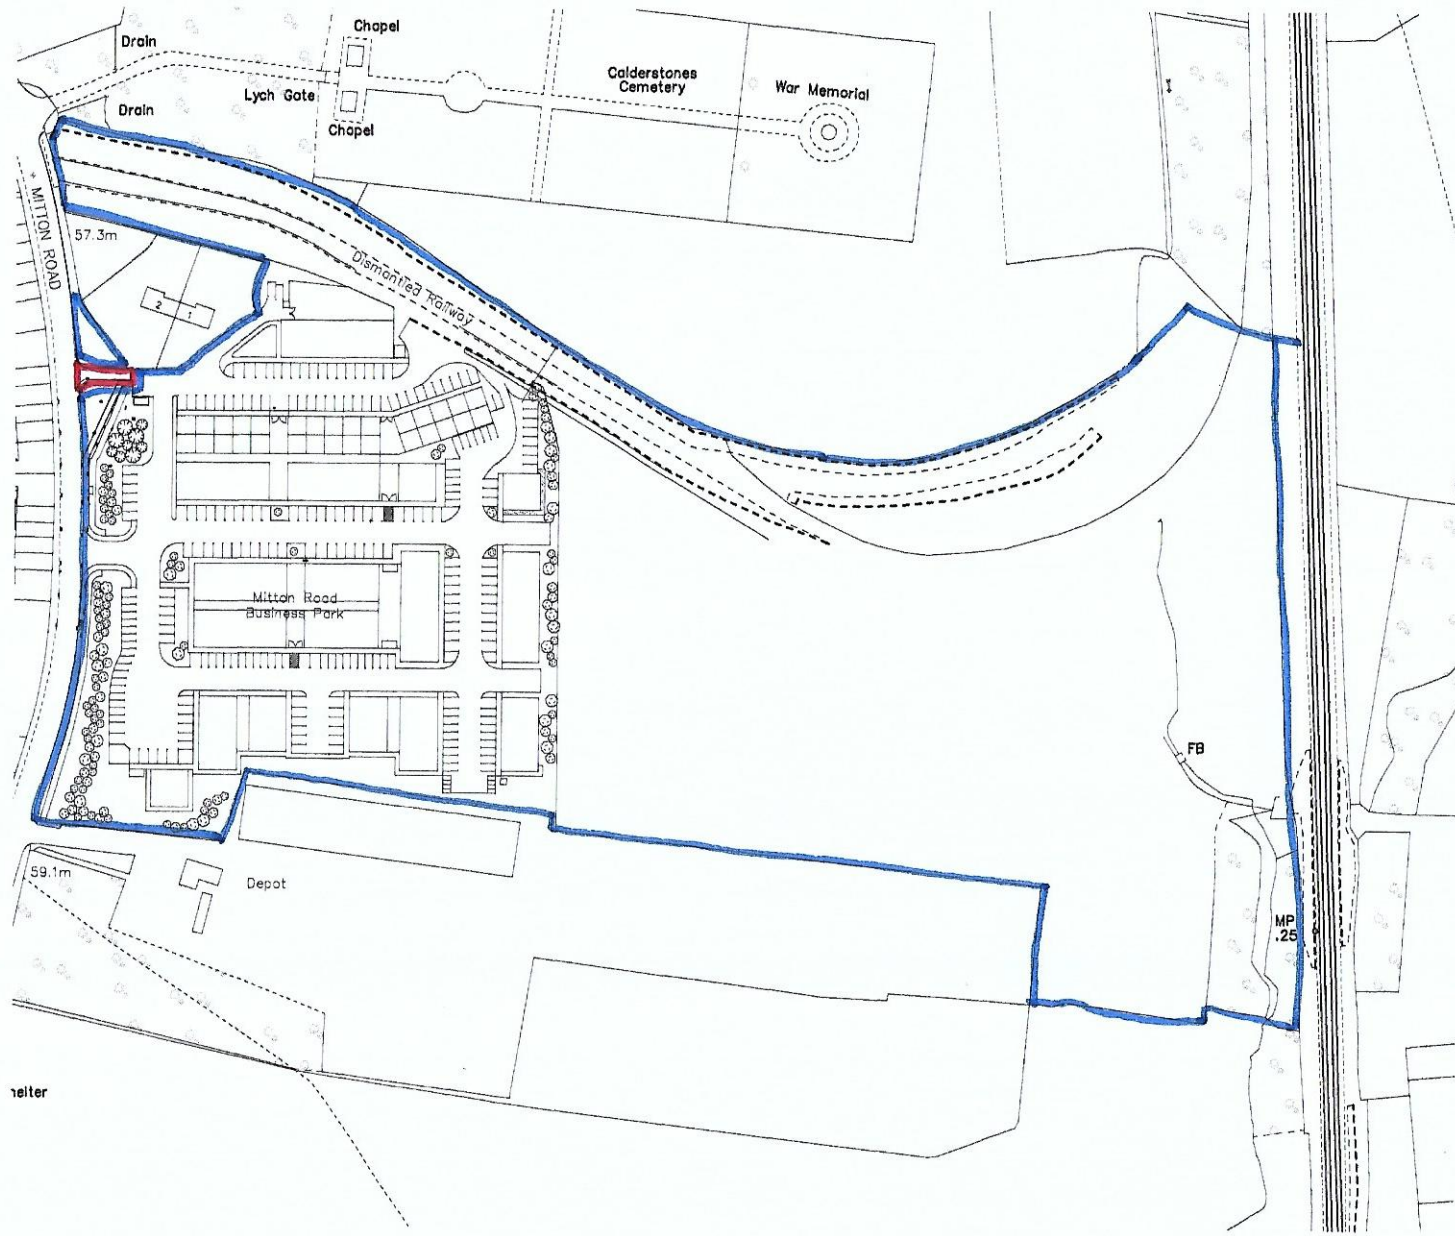 Chapel
Drain
Calderstones
Cemetery
War Memorial
Lych Gate
Drain
Chapel
MITTON ROAD
57.3m
Dismantled Railway
2
1
Mitton Road
Business Park
FB
59.1m
Depot
MP
.25
helter